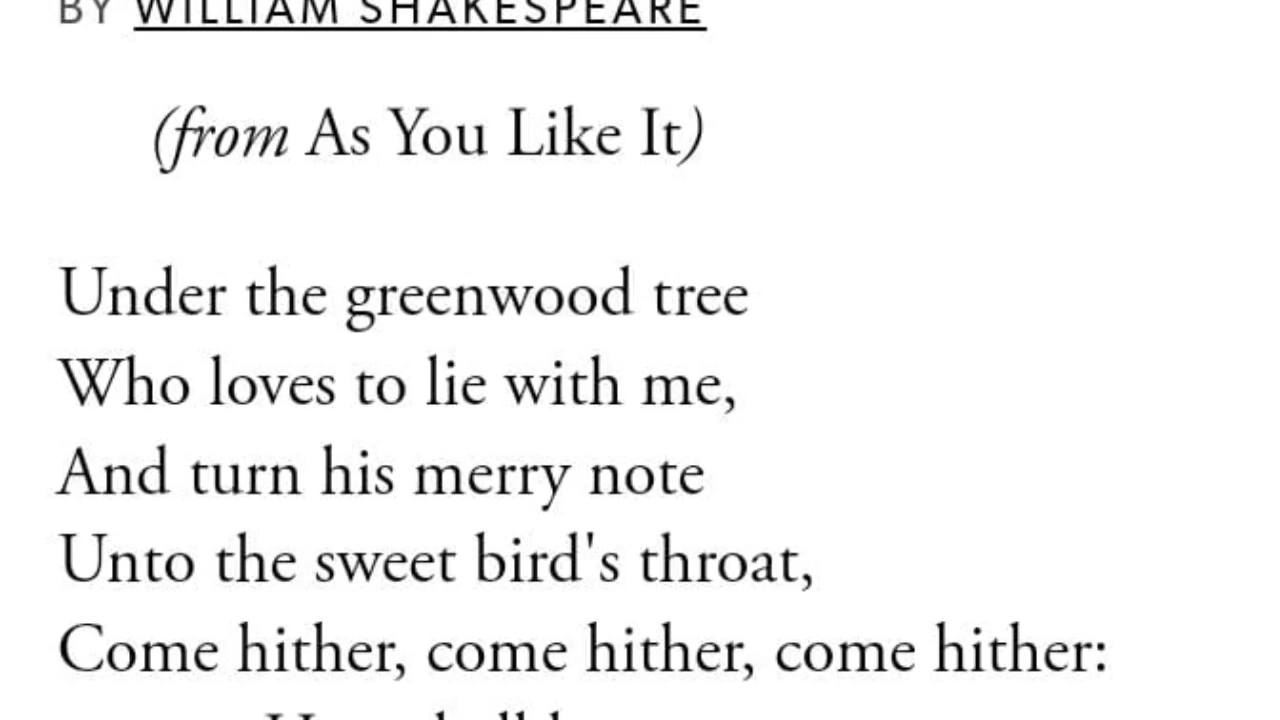 BY WILLIAM SHAKESPEARE
(from As You Like It)
Under the greenwood tree
Who loves to lie with me,
And turn his merry note
Unto the sweet bird's throat,
Come hither, come hither, come hither: